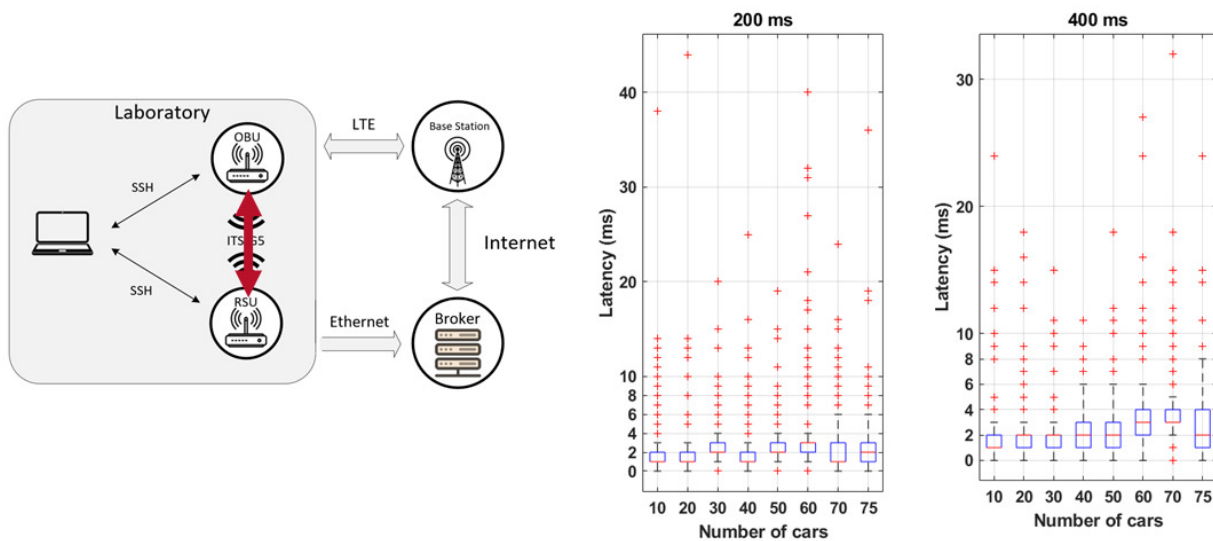 Laboratory
OBU
SSH
ITS-G5
SSH
RSU
LTE
Base Station
Internet
Ethernet
Broker
200 ms
Latency (ms)
40
30
20
10
8
6
4
2
0
10 20 30 40 50 60 70 75
Number of cars
400 ms
Latency (ms)
30
20
10
8
6
4
2
0
10 20 30 40 50 60 70 75
Number of cars